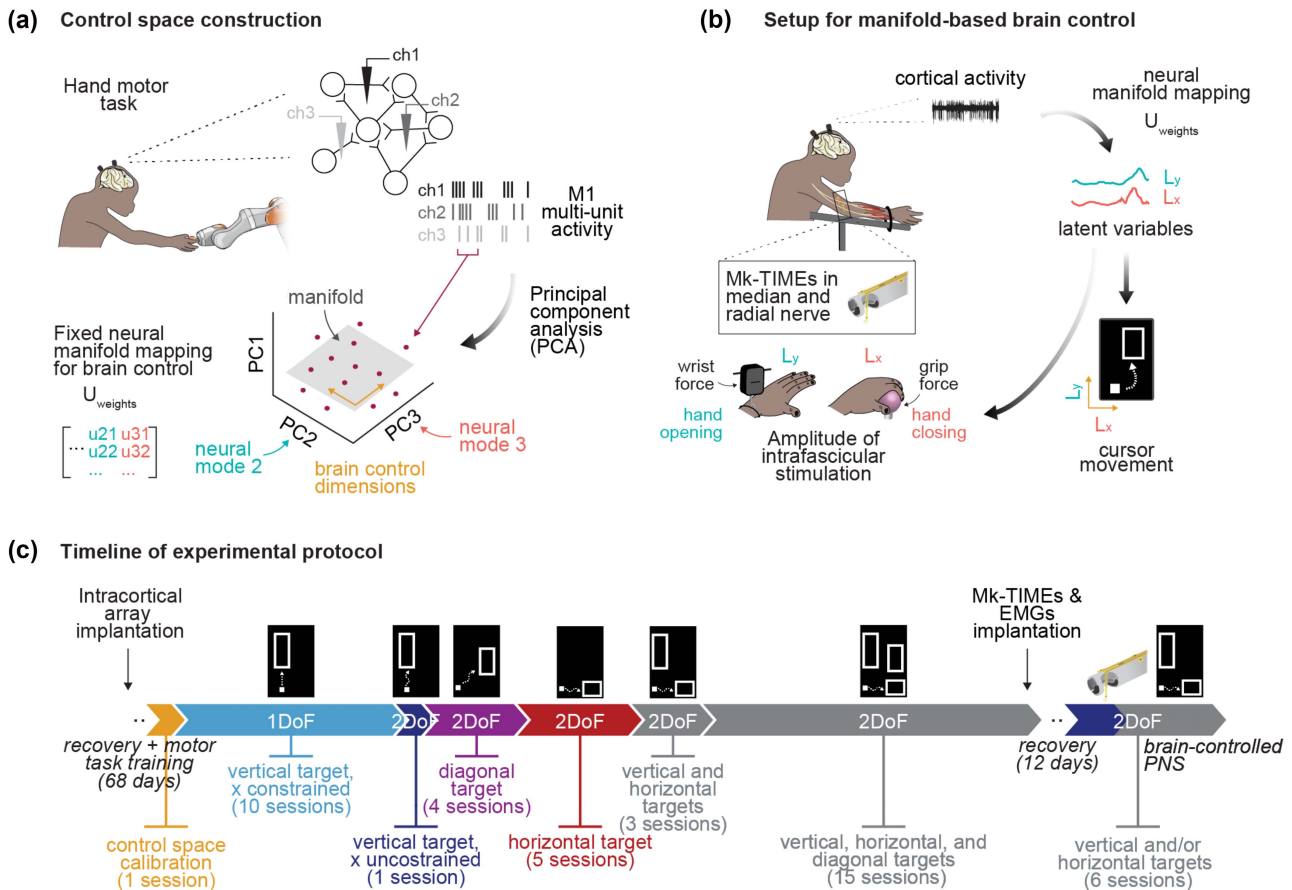 (a) Control space construction
Hand motor
task
ch1
ch2
ch3
ch1
ch2
ch3
M1
multi-unit
activity
manifold
Principal
component
analysis
(PCA)
Fixed neural
manifold mapping
for brain control
U weights
... u21 u31
u22 u32
... ...
PC1
PC2
PC3
neural
mode 2
neural
mode 3
brain control
dimensions
(b) Setup for manifold-based brain control
cortical activity
neural
manifold mapping
U weights
Ly
Lx
latent variables
Mk-TIMEs in
median and
radial nerve
wrist
force
Ly
Lx
grip
force
hand
opening
hand
closing
Amplitude of
intrafascicular
stimulation
Ly
Lx
cursor
movement
(c) Timeline of experimental protocol
Intracortical
array
implantation
Mk-TIMEs &
EMGs
implantation
..
1DoF
2DoF
2DoF
2DoF
2DoF
2DoF
..
2DoF
recovery + motor
task training
(68 days)
control space
calibration
(1 session)
vertical target,
x constrained
(10 sessions)
vertical target,
x uncostrained
(1 session)
diagonal
target
(4 sessions)
horizontal target
(5 sessions)
vertical and
horizontal
targets
(3 sessions)
vertical, horizontal, and
diagonal targets
(15 sessions)
recovery
(12 days)
brain-controlled
PNS
vertical and/or
horizontal targets
(6 sessions)